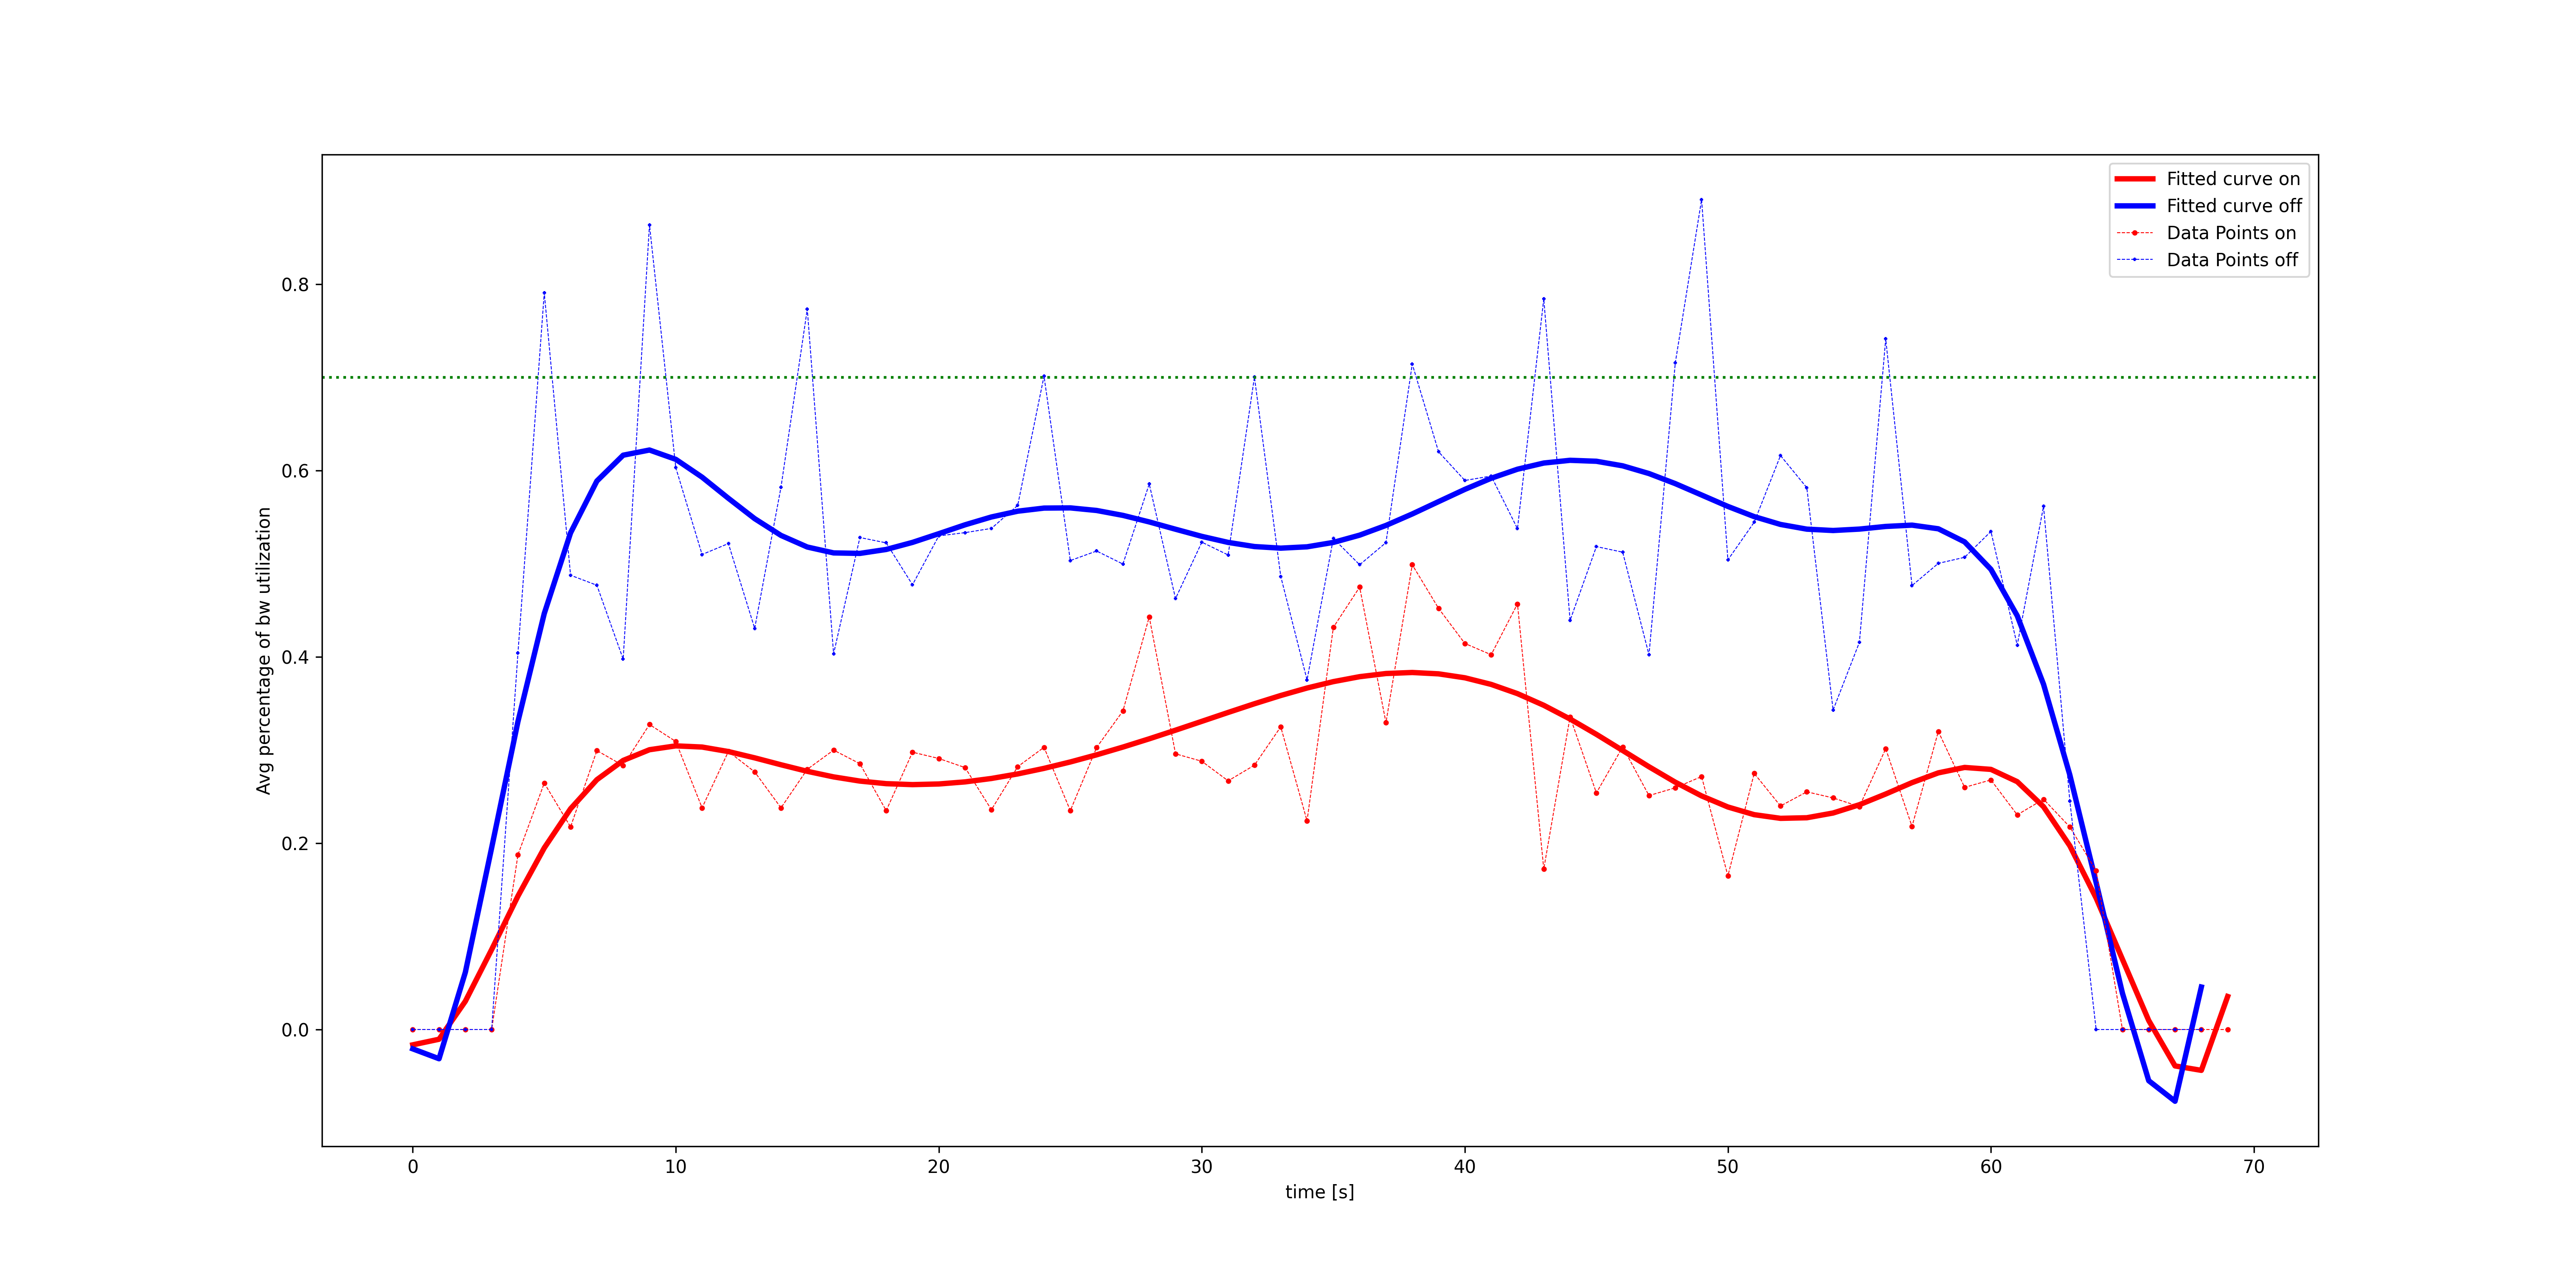 Fitted curve on
Fitted curve off
Data Points on
Data Points off
Avg percentage of bw utilization
0.8
0.6
0.4
0.2
0.0
0 10 20 30 40 50 60 70
time [s]